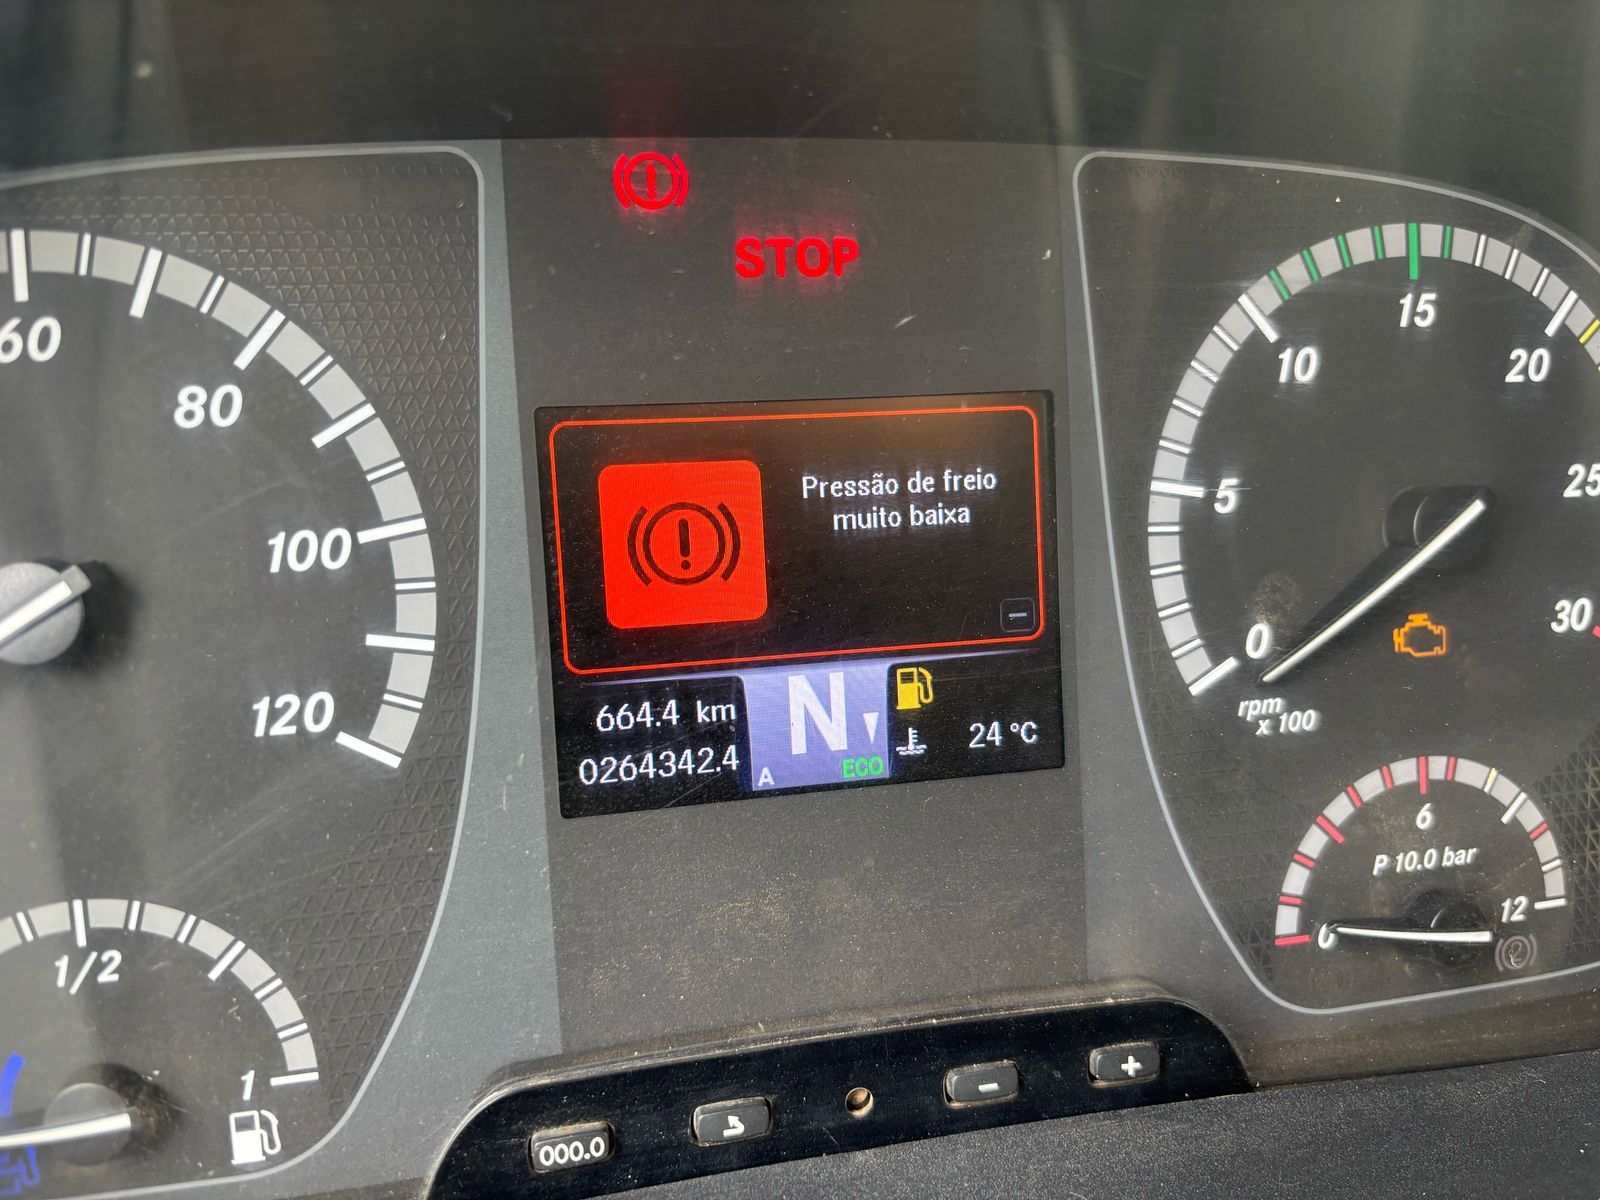 STOP
60
80
100
120
1/2
1
Pressão de freio
muito baixa
664.4 km
0264342.4
N
A
ECO
24 °C
0
5
10
15
20
25
30
rpm
x 100
6
P 10.0 bar
0
12
000.0
-
+